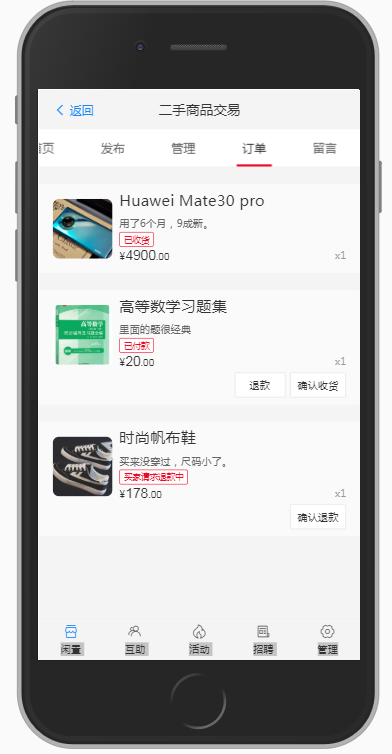 返回
二手商品交易
首页 发布 管理 订单 留言
Huawei Mate30 pro
用了6个月，9成新。
已收货
¥4900.00 x1
高等数学习题集
里面的题很经典
已付款
¥20.00 x1
退款 确认收货
高等数学
时尚帆布鞋
买来没穿过，尺码小了。
买家请求退款中
¥178.00 x1
确认退款
闲置 互助 活动 招聘 管理